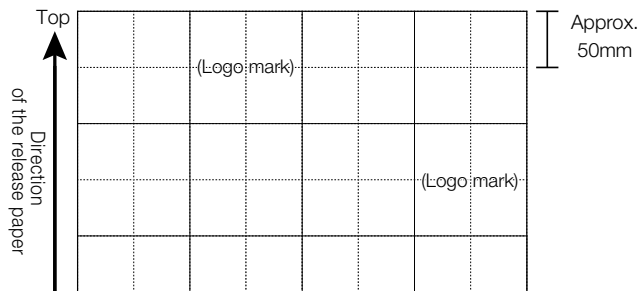 Top
Approx.
50mm
(Logo mark)
(Logo mark)
Direction
of the release paper